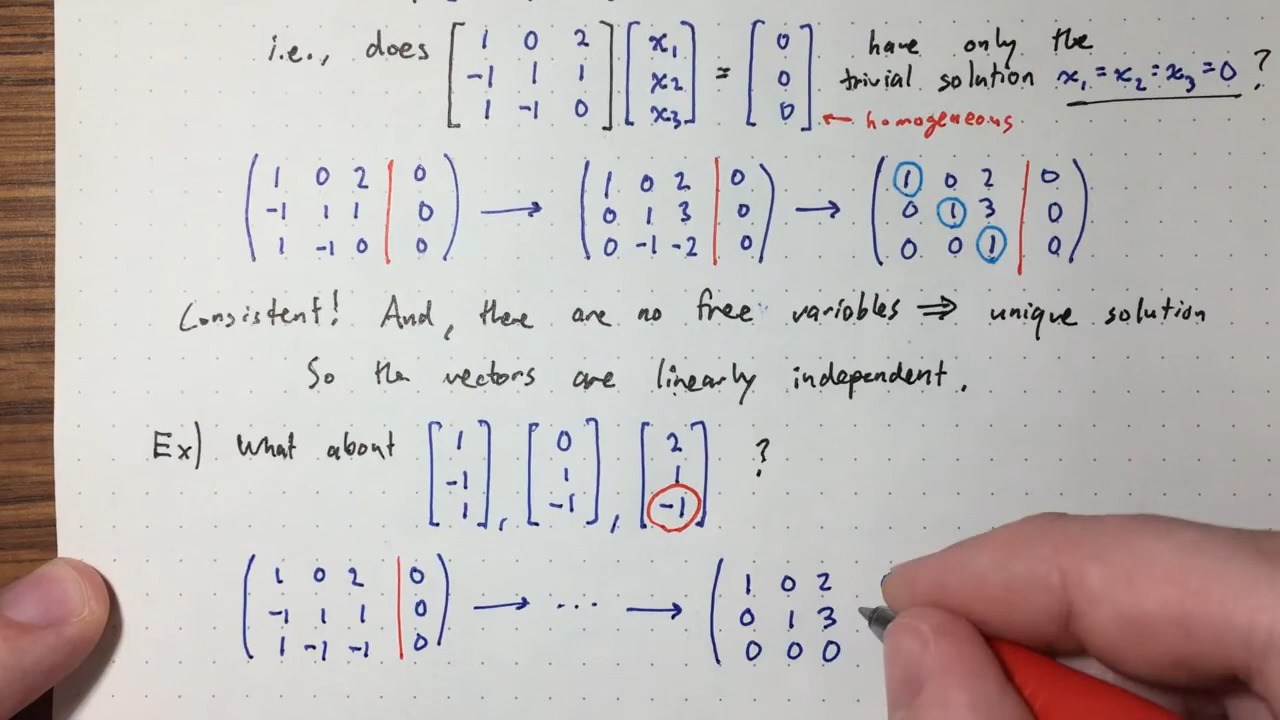 i.e., does [1 0 2 [x₁ = [0 have only the
-1 1 1 x₂ 0 trivial solution x₁ = x₂ = x₃ = 0 ?
1 -1 0] x₃] 0] ← homogeneous
(1 0 2 | 0 → (1 0 2 | 0 → (1 0 2 | 0
-1 1 1 | 0 0 1 3 | 0 0 1 3 | 0
1 -1 0 | 0) 0 -1 -2 | 0) 0 0 1 | 0)
Consistent! And, there are no free variables ⇒ unique solution
So the vectors are linearly independent.
Ex) What about [1 [0 [2 ?
-1 1 1
1], -1], -1]
(1 0 2 | 0 → ... → (1 0 2
-1 1 1 | 0 0 1 3
1 -1 -1 | 0) 0 0 0